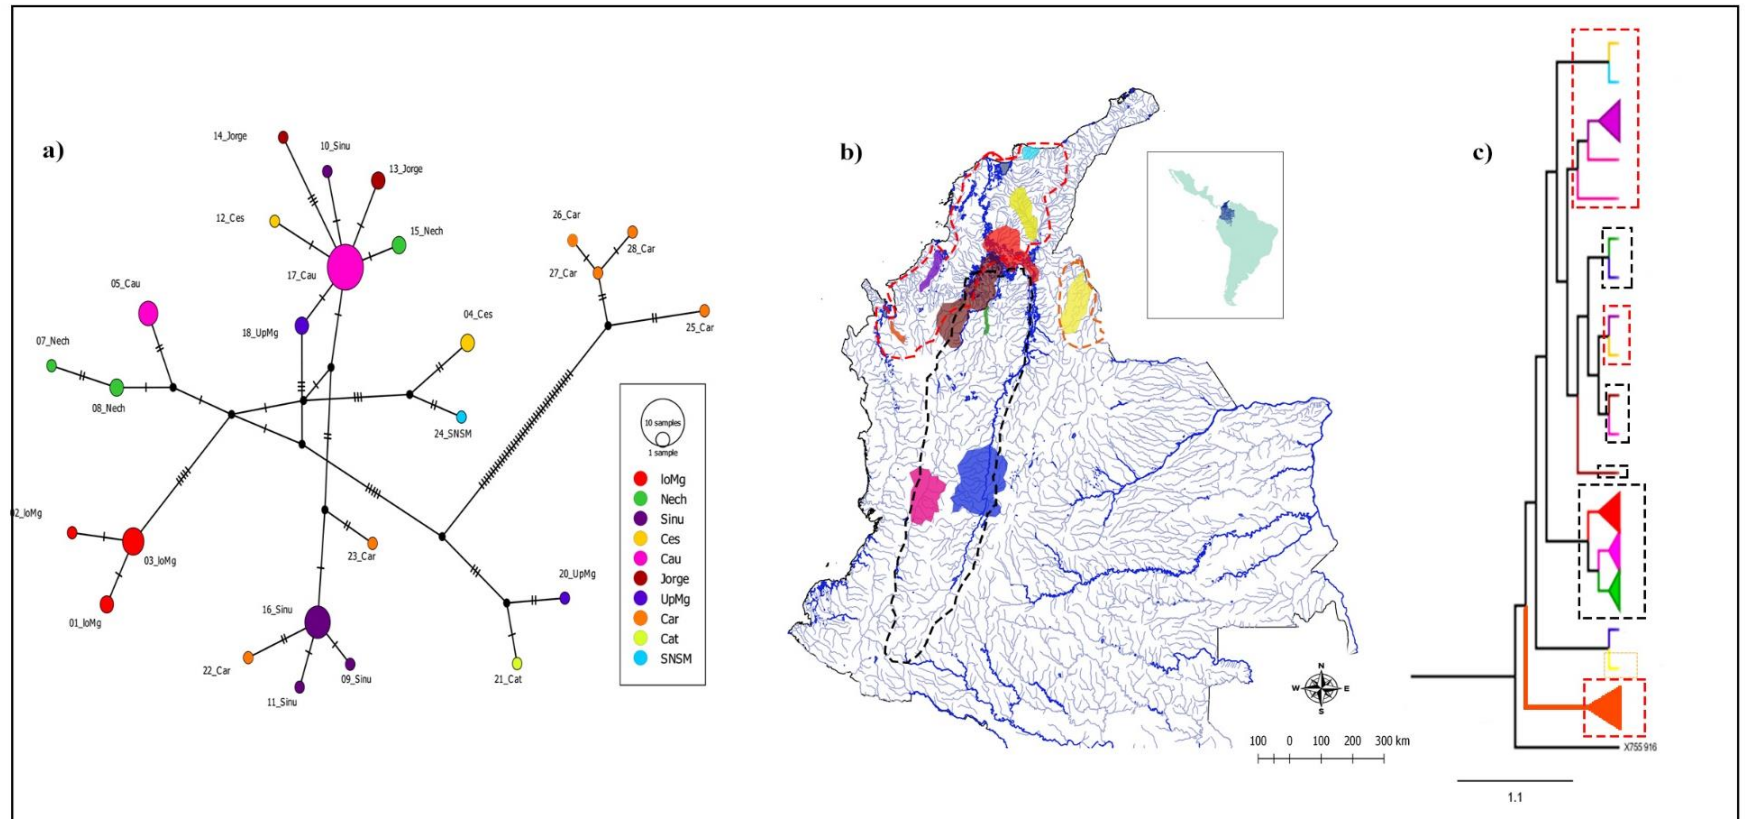 a)
14_Jorge
10_Sinu
13_Jorge
12_Ces
15_Nech
17_Cau
26_Car
28_Car
27_Car
05_Cau
18_UpMg
04_Ces
25_Car
07_Nech
08_Nech
24_SNSM
02_loMg
03_loMg
01_loMg
23_Car
20_UpMg
16_Sinu
22_Car
09_Sinu
11_Sinu
21_Cat
10 samples
1 sample
loMg
Nech
Sinu
Ces
Cau
Jorge
UpMg
Car
Cat
SNSM
b)
N
W
E
S
100 0 100 200 300 km
c)
X755916
1.1